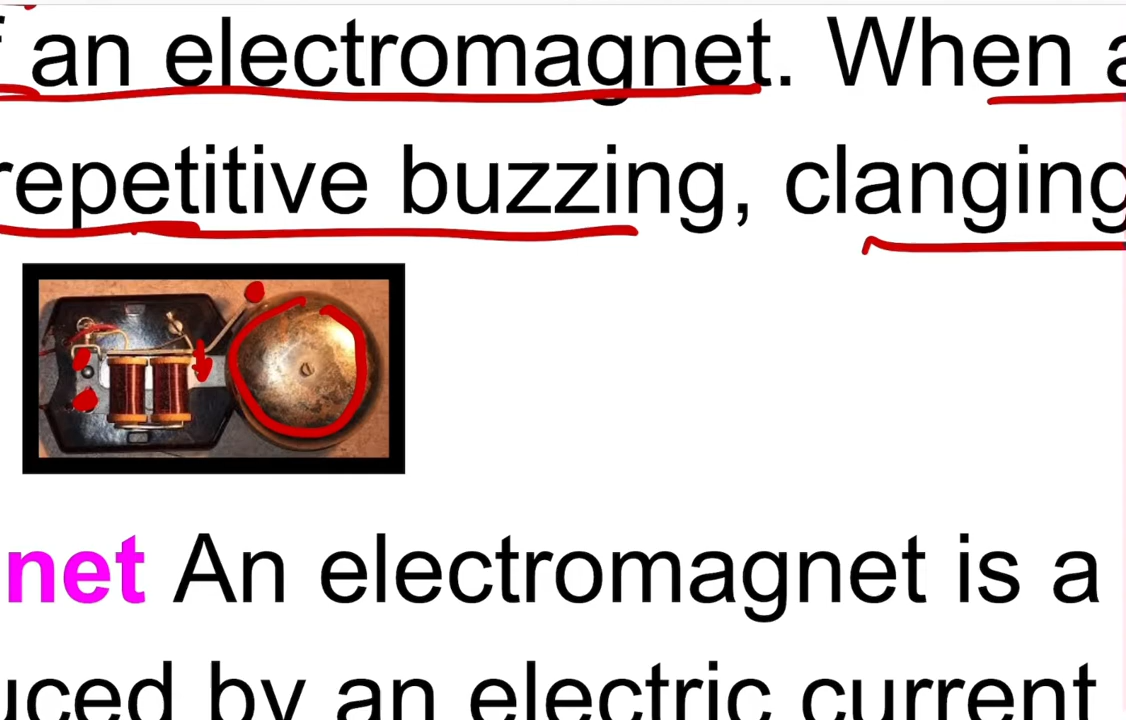 an electromagnet. When a
repetitive buzzing, clanging
net An electromagnet is a
uced by an electric current